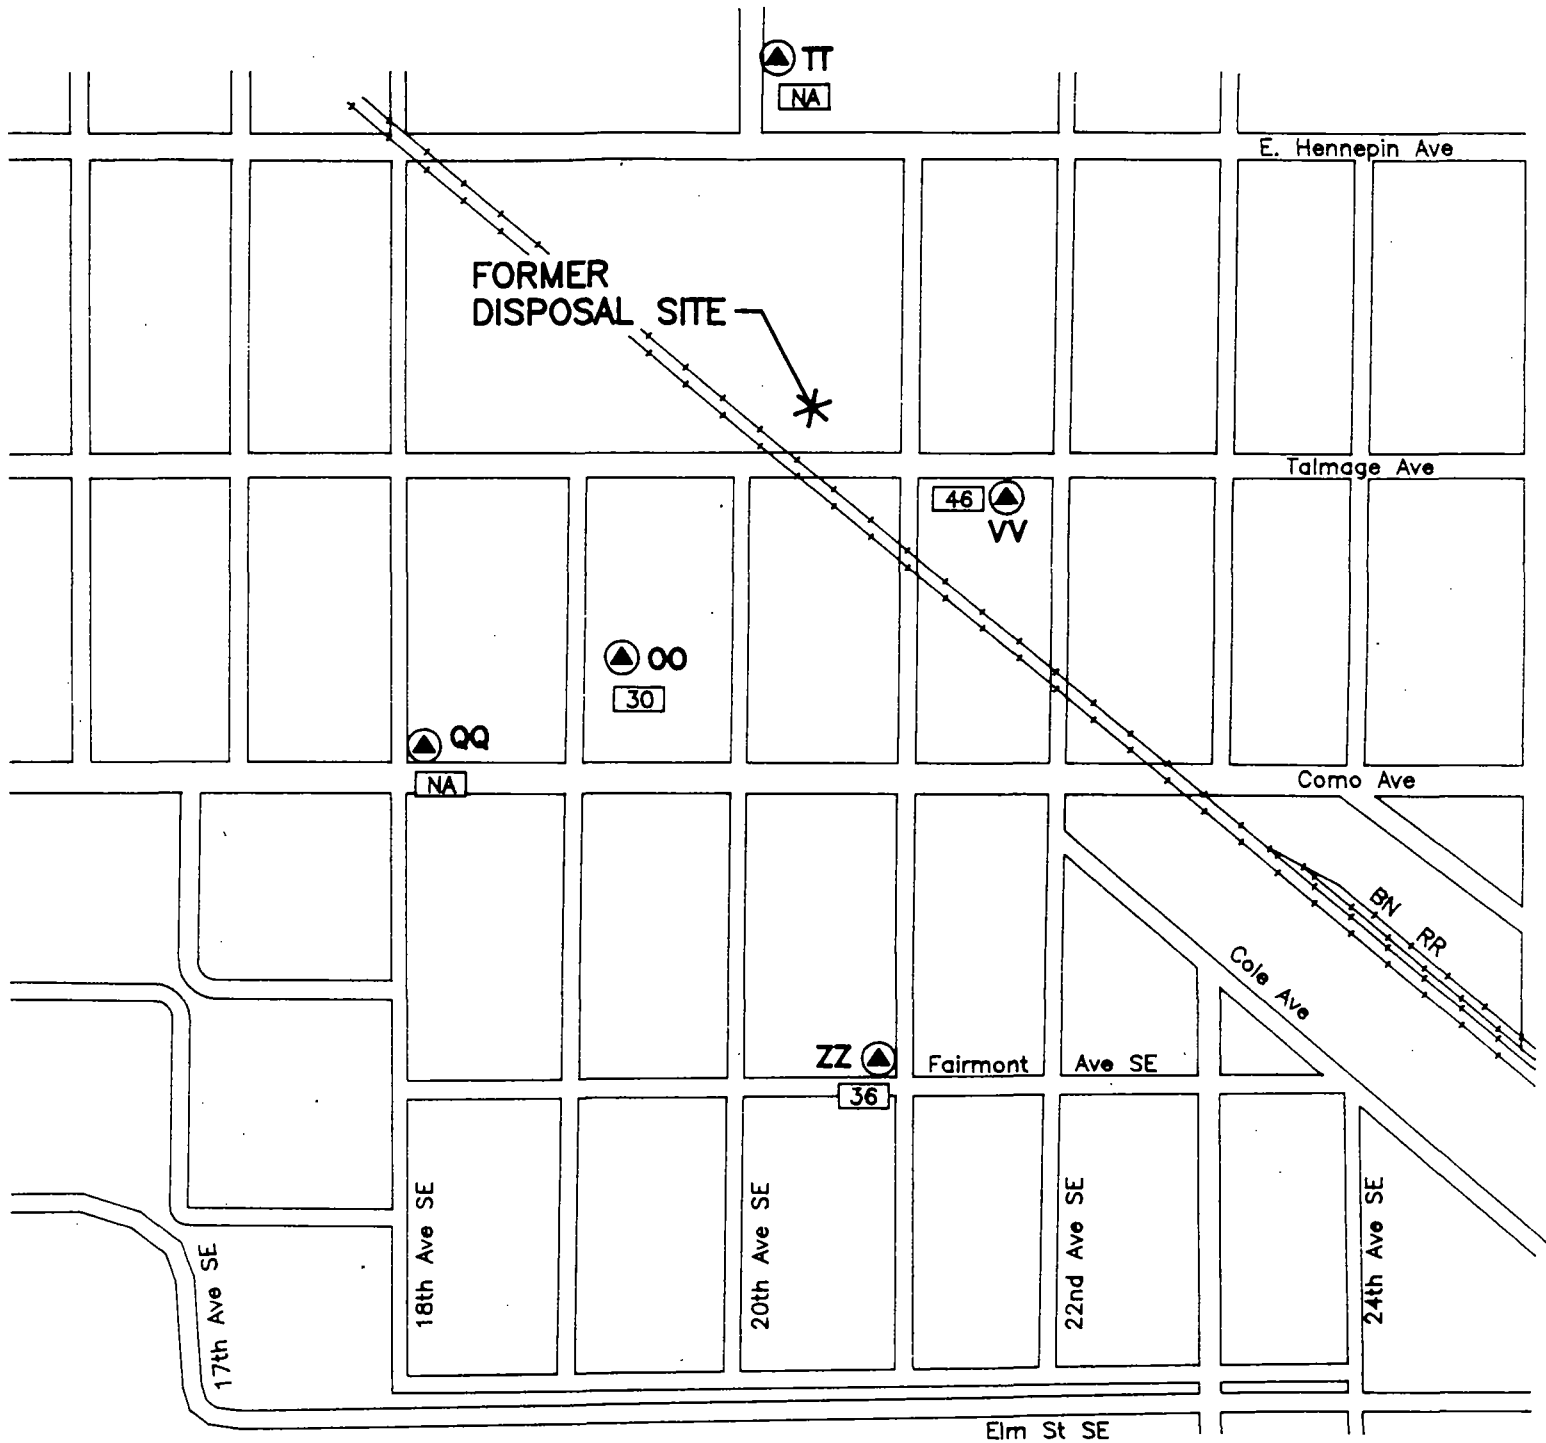 TT
NA
E. Hennepin Ave
FORMER
DISPOSAL SITE
Talmage Ave
46
VV
OO
30
QQ
NA
Como Ave
BN RR
Cole Ave
ZZ
Fairmont Ave SE
36
17th Ave SE
18th Ave SE
20th Ave SE
22nd Ave SE
24th Ave SE
Elm St SE